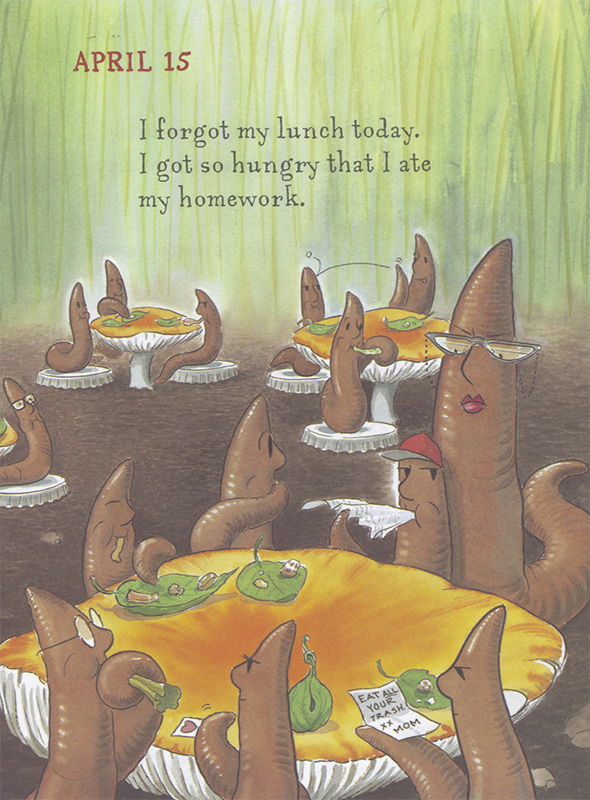 APRIL 15
I forgot my lunch today.
I got so hungry that I ate
my homework.
EAT ALL
YOUR
TRASH
XX
MOM